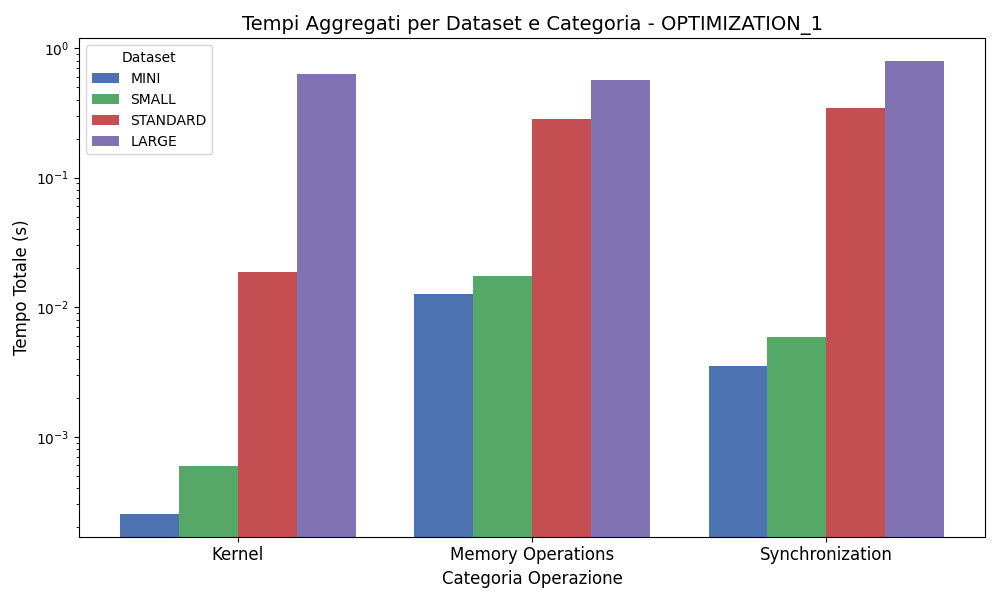 Tempi Aggregati per Dataset e Categoria - OPTIMIZATION_1
Dataset
MINI
SMALL
STANDARD
LARGE
10⁰
10⁻¹
10⁻²
10⁻³
Tempo Totale (s)
Kernel
Memory Operations
Synchronization
Categoria Operazione